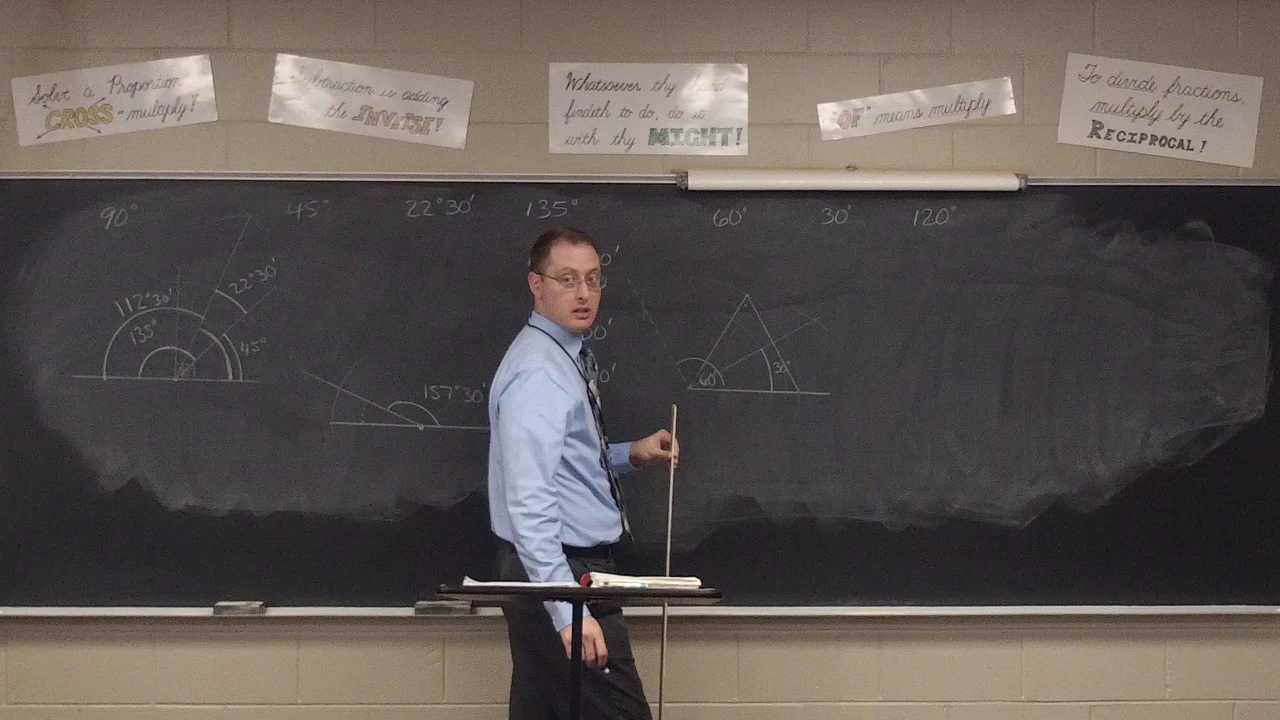 Solve a Proportion
"CROSS"-multiply!
Subtraction is adding
the INVERSE!
Whatsoever thy hand
findeth to do, do it
with thy MIGHT!
"OF" means multiply
To divide fractions,
multiply by the
RECIPROCAL!
90° 45° 22°30' 135° 60° 30° 120°
112°30' 22°30'
135° 45°
157°30'
60° 30°